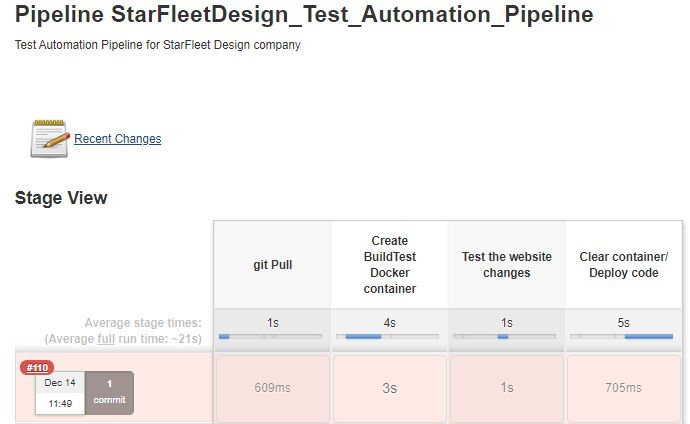 Pipeline StarFleetDesign_Test_Automation_Pipeline
Test Automation Pipeline for StarFleet Design company
Recent Changes
Stage View
git Pull
Create
BuildTest
Docker
container
Test the website
changes
Clear container/
Deploy code
Average stage times:
(Average full run time: ~21s)
1s
4s
1s
5s
#110
Dec 14
11:49
1
commit
609ms
3s
1s
705ms